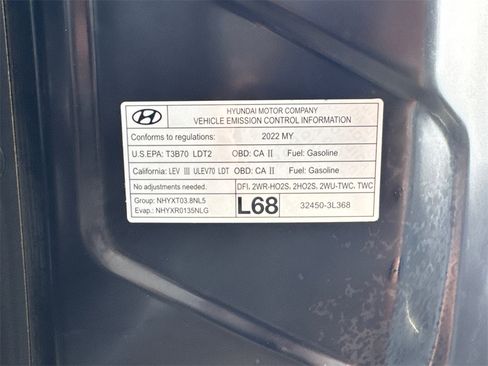 HYUNDAI MOTOR COMPANY
VEHICLE EMISSION CONTROL INFORMATION
Conforms to regulations: 2022 MY
U.S.EPA: T3B70 LDT2 OBD: CA II Fuel: Gasoline
California: LEV III ULEV70 LDT OBD: CA II Fuel: Gasoline
No adjustments needed. DFI, 2WR-HO2S, 2HO2S, 2WU-TWC, TWC
Group: NHYXT03.8NL5
Evap.: NHYXR0135NLG
L68
32450-3L368